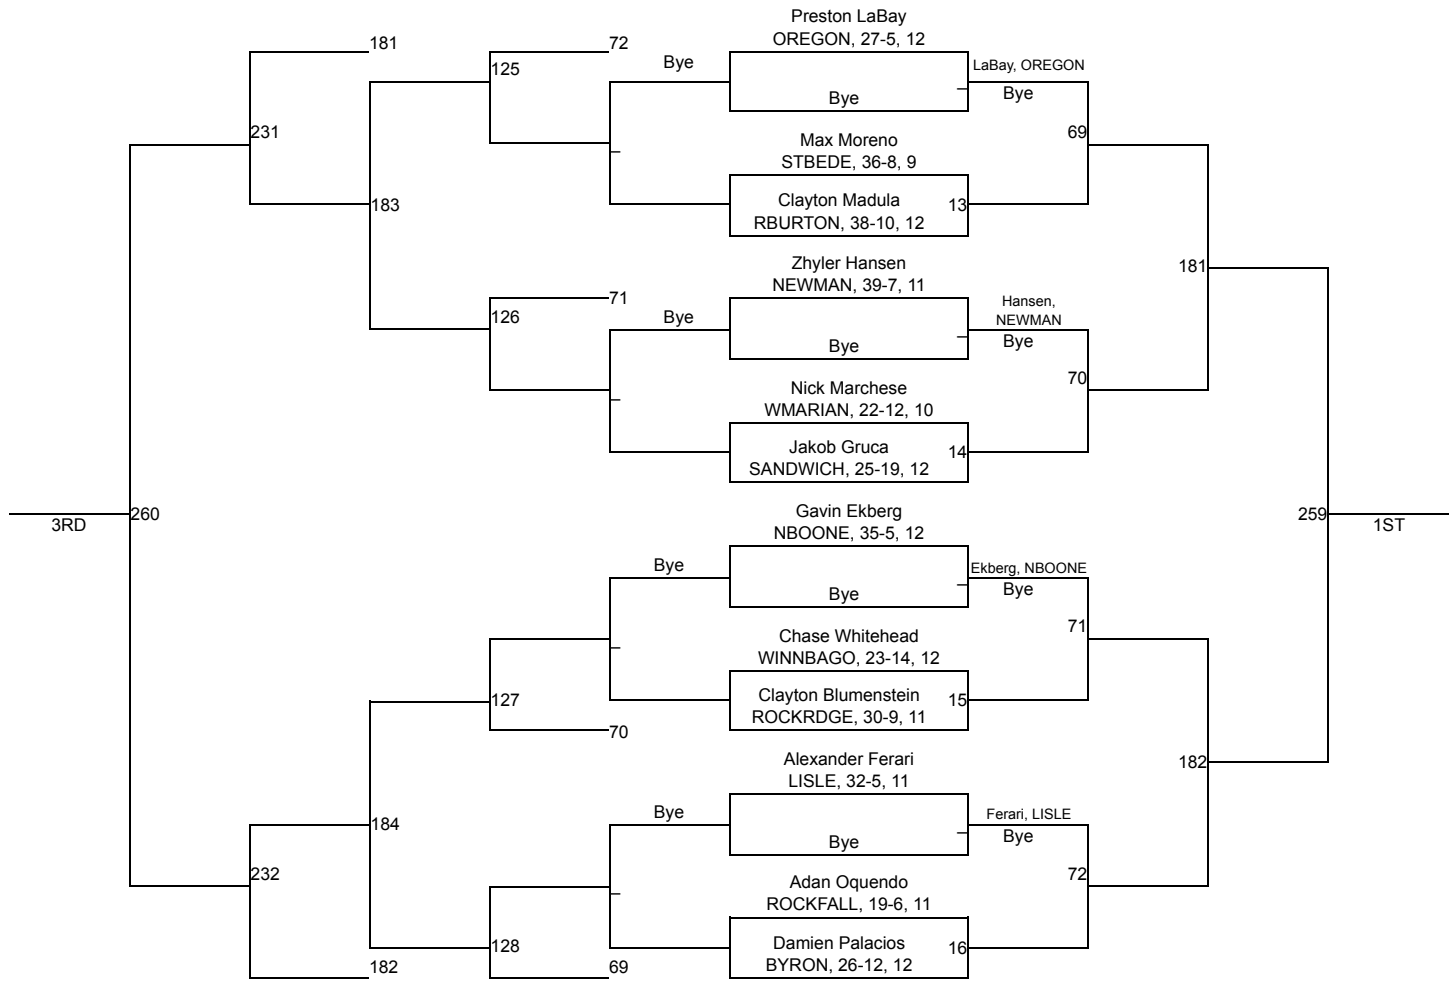 Preston LaBay
OREGON, 27-5, 12
181
72
Bye
LaBay, OREGON
125
Bye
Bye
231
Max Moreno
69
STBEDE, 36-8, 9
183
Clayton Madula
13
RBURTON, 38-10, 12
Zhyler Hansen
181
NEWMAN, 39-7, 11
71
Hansen,
NEWMAN
126
Bye
Bye
Bye
70
Nick Marchese
WMARIAN, 22-12, 10
Jakob Gruca
14
SANDWICH, 25-19, 12
Gavin Ekberg
NBOONE, 35-5, 12
3RD
260
259
1ST
Bye
Ekberg, NBOONE
Bye
Bye
71
Chase Whitehead
WINNBAGO, 23-14, 12
127
Clayton Blumenstein
15
ROCKRDGE, 30-9, 11
70
Alexander Ferari
182
LISLE, 32-5, 11
Bye
Ferari, LISLE
184
Bye
Bye
232
72
Adan Oquendo
ROCKFALL, 19-6, 11
128
Damien Palacios
16
BYRON, 26-12, 12
182
69